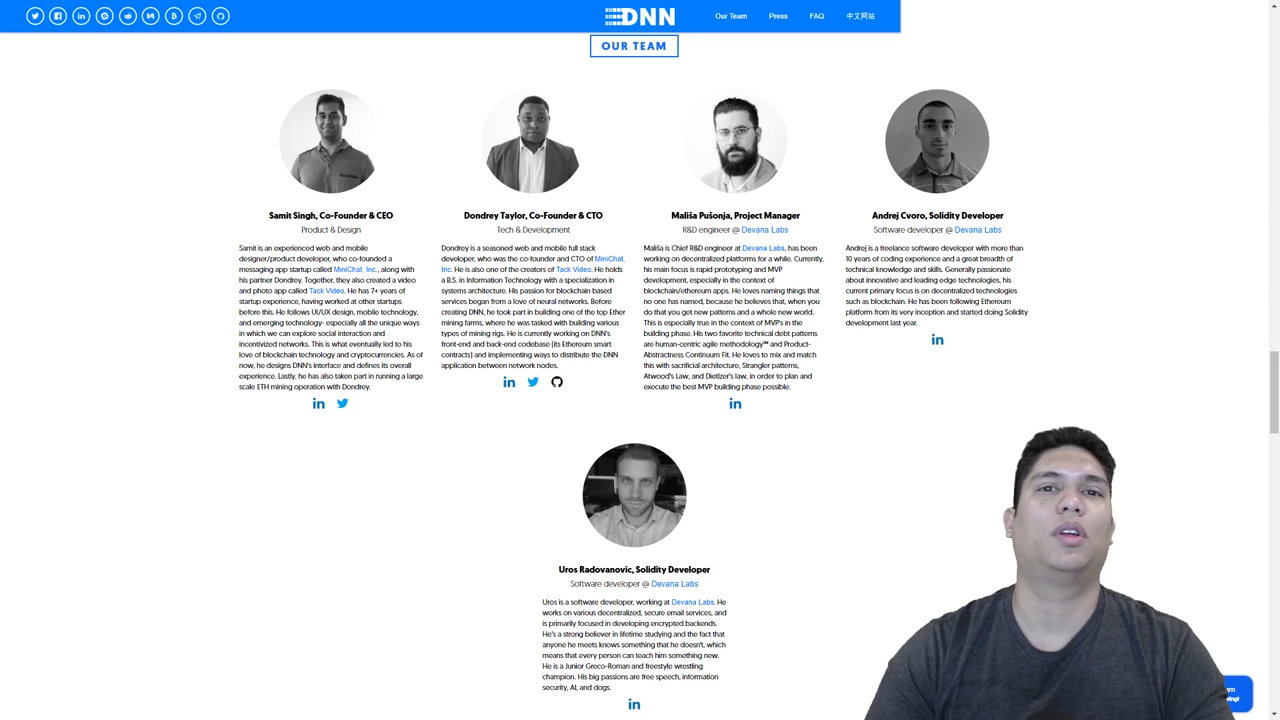 DNN
Our Team
Press
FAQ
中文网站
OUR TEAM
Samit Singh, Co-Founder & CEO
Product & Design
Samit is an experienced web and mobile
designer/product developer, who co-founded a
messaging app startup called MiniChat, Inc., along with
his partner Dondrey. Together, they also created a video
and photo app called Tack Video. He has 7+ years of
startup experience, having worked at other startups
before this. He follows UI/UX design, mobile technology,
and emerging technology- especially all the unique ways
in which we can explore social interaction and
incentivized networks. This is what eventually led to his
love of blockchain technology and cryptocurrencies. As of
now, he designs DNN's interface and defines its overall
experience. Lastly, he has also taken part in running a large
scale ETH mining operation with Dondrey.
Dondrey Taylor, Co-Founder & CTO
Tech & Development
Dondrey is a seasoned web and mobile full stack
developer, who was the co-founder and CTO of MiniChat,
Inc. He is also one of the creators of Tack Video. He holds
a B.S. in Information Technology with a specialization in
systems architecture. His passion for blockchain based
services began from a love of neural networks. Before
creating DNN, he took part in building one of the top Ether
mining farms, where he was tasked with building various
types of mining rigs. He is currently working on DNN's
front-end and back-end codebase (its Ethereum smart
contracts) and implementing ways to distribute the DNN
application between network nodes.
Mališa Pušonja, Project Manager
R&D engineer @ Devana Labs
Mališa is Chief R&D engineer at Devana Labs, has been
working on decentralized platforms for a while. Currently,
his main focus is rapid prototyping and MVP
development, especially in the context of
blockchain/ethereum apps. He loves naming things that
no one has named, because he believes that, when you
do that you get new patterns and a whole new world.
This is especially true in the context of MVP's in the
building phase. His two favorite technical debt patterns
are human-centric agile methodology™ and Product-
Abstractness Continuum Fit. He loves to mix and match
this with sacrificial architecture, Strangler patterns,
Atwood's Law, and Dietzler's law, in order to plan and
execute the best MVP building phase possible.
Andrej Cvoro, Solidity Developer
Software developer @ Devana Labs
Andrej is a freelance software developer with more than
10 years of coding experience and a great breadth of
technical knowledge and skills. Generally passionate
about innovative and leading edge technologies, his
current primary focus is on decentralized technologies
such as blockchain. He has been following Ethereum
platform from its very inception and started doing Solidity
development last year.
Uros Radovanovic, Solidity Developer
Software developer @ Devana Labs
Uros is a software developer, working at Devana Labs. He
works on various decentralized, secure email services, and
is primarily focused in developing encrypted backends.
He's a strong believer in lifetime studying and the fact that
anyone he meets knows something that he doesn't, which
means that every person can teach him something new.
He is a Junior Greco-Roman and freestyle wrestling
champion. His big passions are free speech, information
security, AI, and dogs.